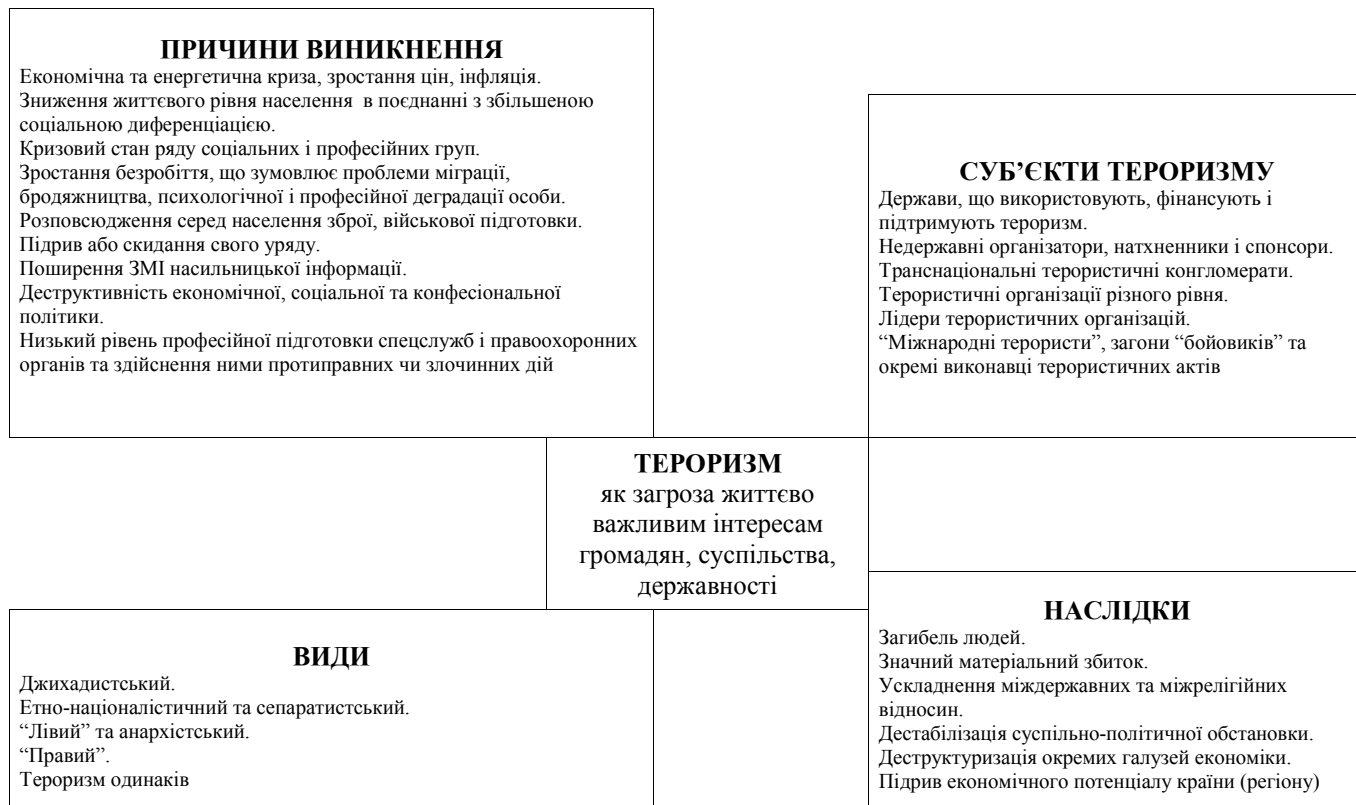 ПРИЧИНИ ВИНИКНЕННЯ
Економічна та енергетична криза, зростання цін, інфляція.
Зниження життєвого рівня населення в поєднанні з збільшеною
соціальною диференціацією.
Кризовий стан ряду соціальних і професійних груп.
Зростання безробіття, що зумовлює проблеми міграції,
бродяжництва, психологічної і професійної деградації особи.
Розповсюдження серед населення зброї, військової підготовки.
Підрив або скидання свого уряду.
Поширення ЗМІ насильницької інформації.
Деструктивність економічної, соціальної та конфесіональної
політики.
Низький рівень професійної підготовки спецслужб і правоохоронних
органів та здійснення ними протиправних чи злочинних дій
СУБ’ЄКТИ ТЕРОРИЗМУ
Держави, що використовують, фінансують і
підтримують тероризм.
Недержавні організатори, натхненники і спонсори.
Транснаціональні терористичні конгломерати.
Терористичні організації різного рівня.
Лідери терористичних організацій.
“Міжнародні терористи”, загони “бойовиків” та
окремі виконавці терористичних актів
ТЕРОРИЗМ
як загроза життєво
важливим інтересам
громадян, суспільства,
державності
ВИДИ
Джихадистський.
Етно-націоналістичний та сепаратистський.
“Лівий” та анархістський.
“Правий”.
Тероризм одинаків
НАСЛІДКИ
Загибель людей.
Значний матеріальний збиток.
Ускладнення міждержавних та міжрелігійних
відносин.
Дестабілізація суспільно-політичної обстановки.
Деструктуризація окремих галузей економіки.
Підрив економічного потенціалу країни (регіону)